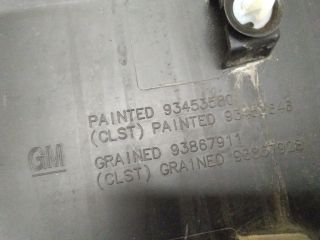 PAINTED 93453580
(CLST) PAINTED
GM
GRAINED 93867911
(CLST) GRAINED